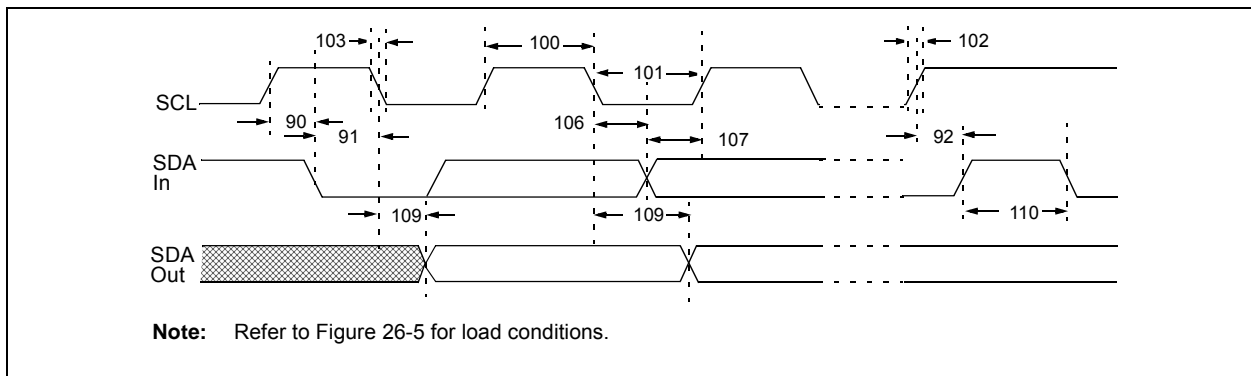 103
100
102
101
SCL
90
91
106
107
92
SDA
In
109
109
110
SDA
Out
Note: Refer to Figure 26-5 for load conditions.